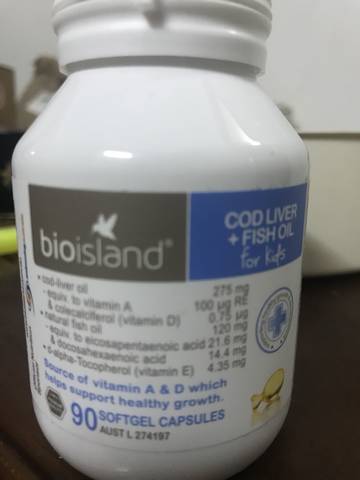 bioisland®
COD LIVER
+ FISH OIL
for kids
• cod-liver oil 275 mg
- equiv. to vitamin A 100 µg RE
& colecalciferol (vitamin D) 0.75 µg
• natural fish oil 120 mg
- equiv. to eicosapentaenoic acid 21.6 mg
& docosahexaenoic acid 14.4 mg
• d-alpha-Tocopherol (vitamin E) 4.35 mg
Source of vitamin A & D which
helps support healthy growth.
90 SOFTGEL CAPSULES
AUST L 274197